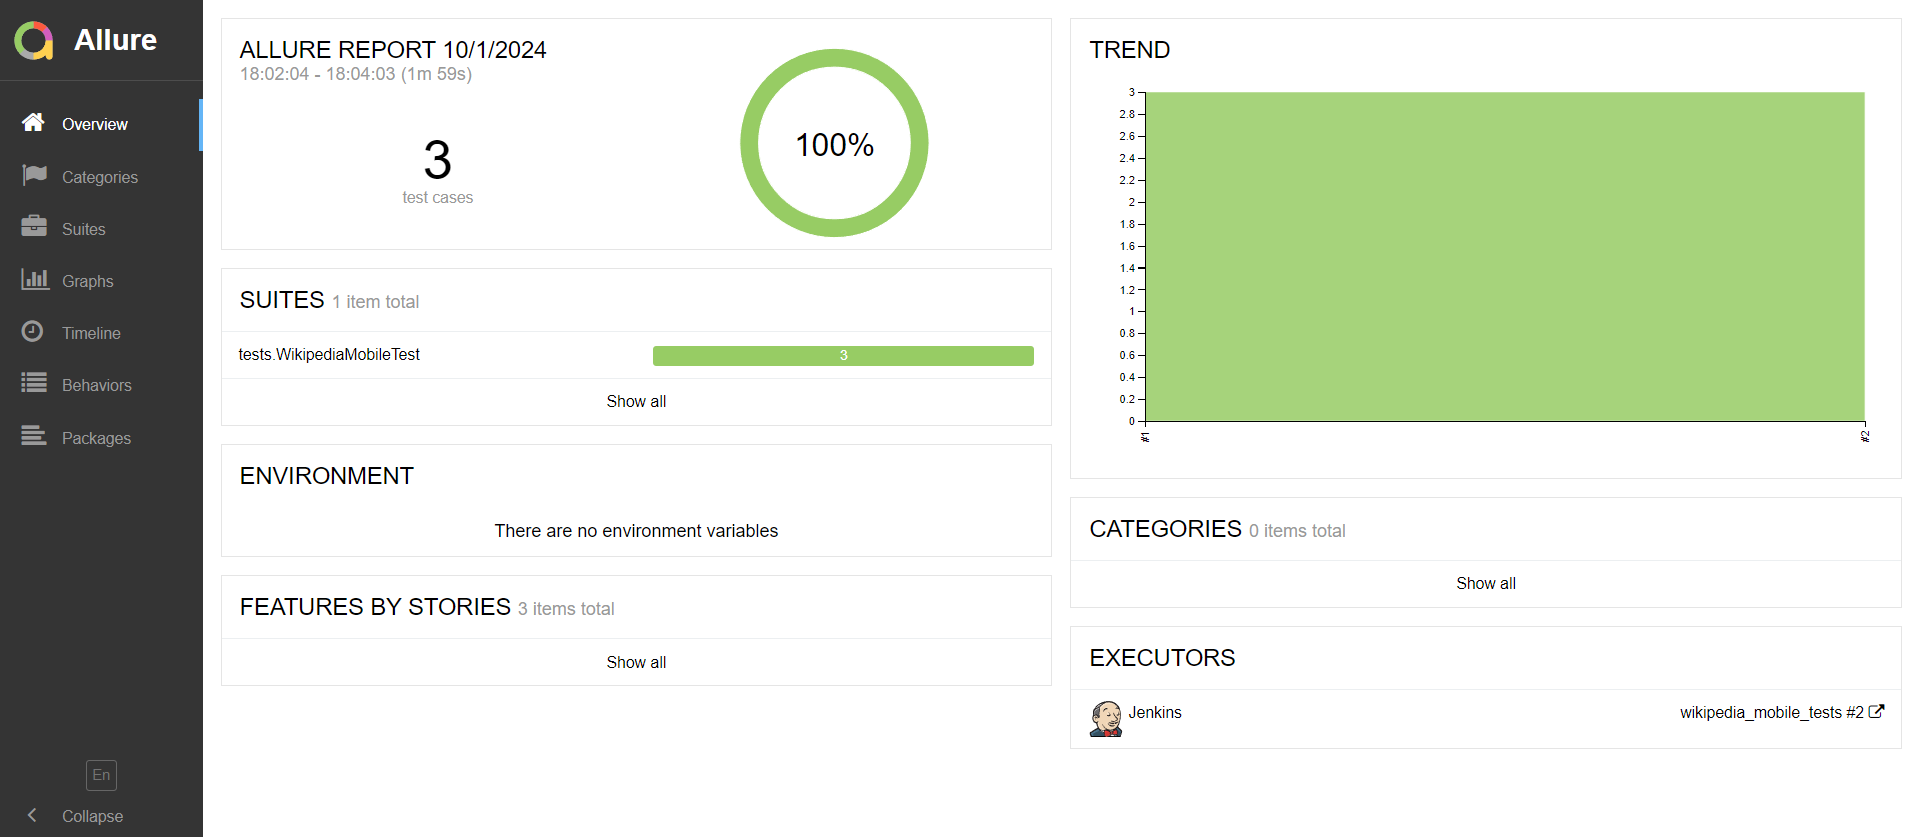 Allure
Overview
Categories
Suites
Graphs
Timeline
Behaviors
Packages
En
Collapse
ALLURE REPORT 10/1/2024
18:02:04 - 18:04:03 (1m 59s)
3
test cases
100%
SUITES 1 item total
tests.WikipediaMobileTest 3
Show all
ENVIRONMENT
There are no environment variables
FEATURES BY STORIES 3 items total
Show all
TREND
3
2.8
2.6
2.4
2.2
2
1.8
1.6
1.4
1.2
1
0.8
0.6
0.4
0.2
0
#1 #2
CATEGORIES 0 items total
Show all
EXECUTORS
Jenkins wikipedia_mobile_tests #2